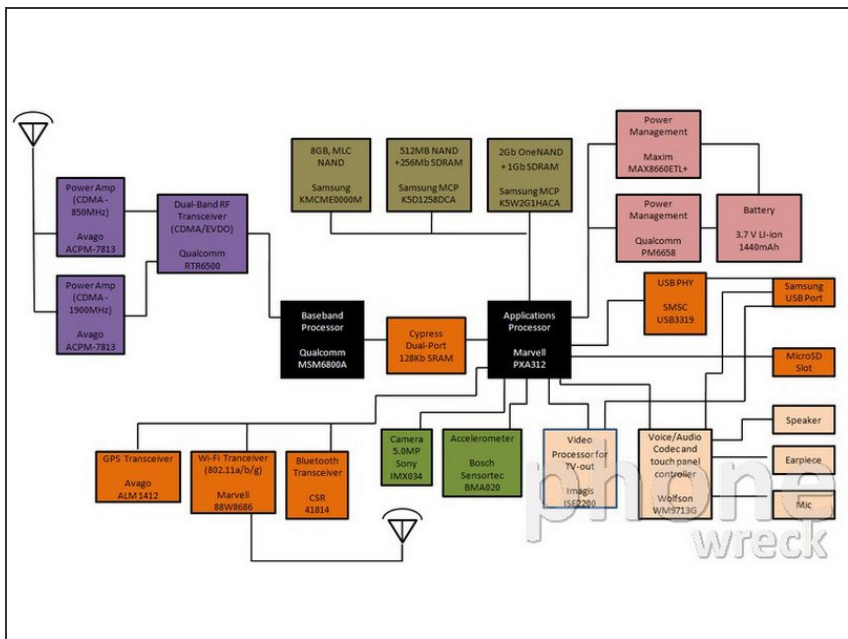 8GB, MLC
NAND
Samsung
KMCME0000M
512MB NAND
+256Mb SDRAM
Samsung MCP
K5D1258DCA
2Gb OneNAND
+ 1Gb SDRAM
Samsung MCP
K5W2G1HACA
Power
Management
Maxim
MAX8660ETL+
Power Amp
(CDMA -
850MHz)
Avago
ACPM-7813
Dual-Band RF
Transceiver
(CDMA/EVDO)
Qualcomm
RTR6500
Power
Management
Qualcomm
PM6658
Battery
3.7 V LI-ion
1440mAh
Power Amp
(CDMA -
1900MHz)
Avago
ACPM-7813
Baseband
Processor
Qualcomm
MSM6800A
Cypress
Dual-Port
128Kb SRAM
Applications
Processor
Marvell
PXA312
USB PHY
SMSC
USB3319
Samsung
USB Port
MicroSD
Slot
GPS Transceiver
Avago
ALM1412
Wi-FI Tranceiver
(802.11a/b/g)
Marvell
88W8686
Bluetooth
Transceiver
CSR
41814
Camera
5.0MP
Sony
IMX034
Accelerometer
Bosch
Sensortec
BMA020
Video
Processor for
TV-out
Imagis
ISE2200
Voice/Audio
Codec and
touch panel
controller
Wolfson
WM9713G
Speaker
Earpiece
Mic
phone
wreck